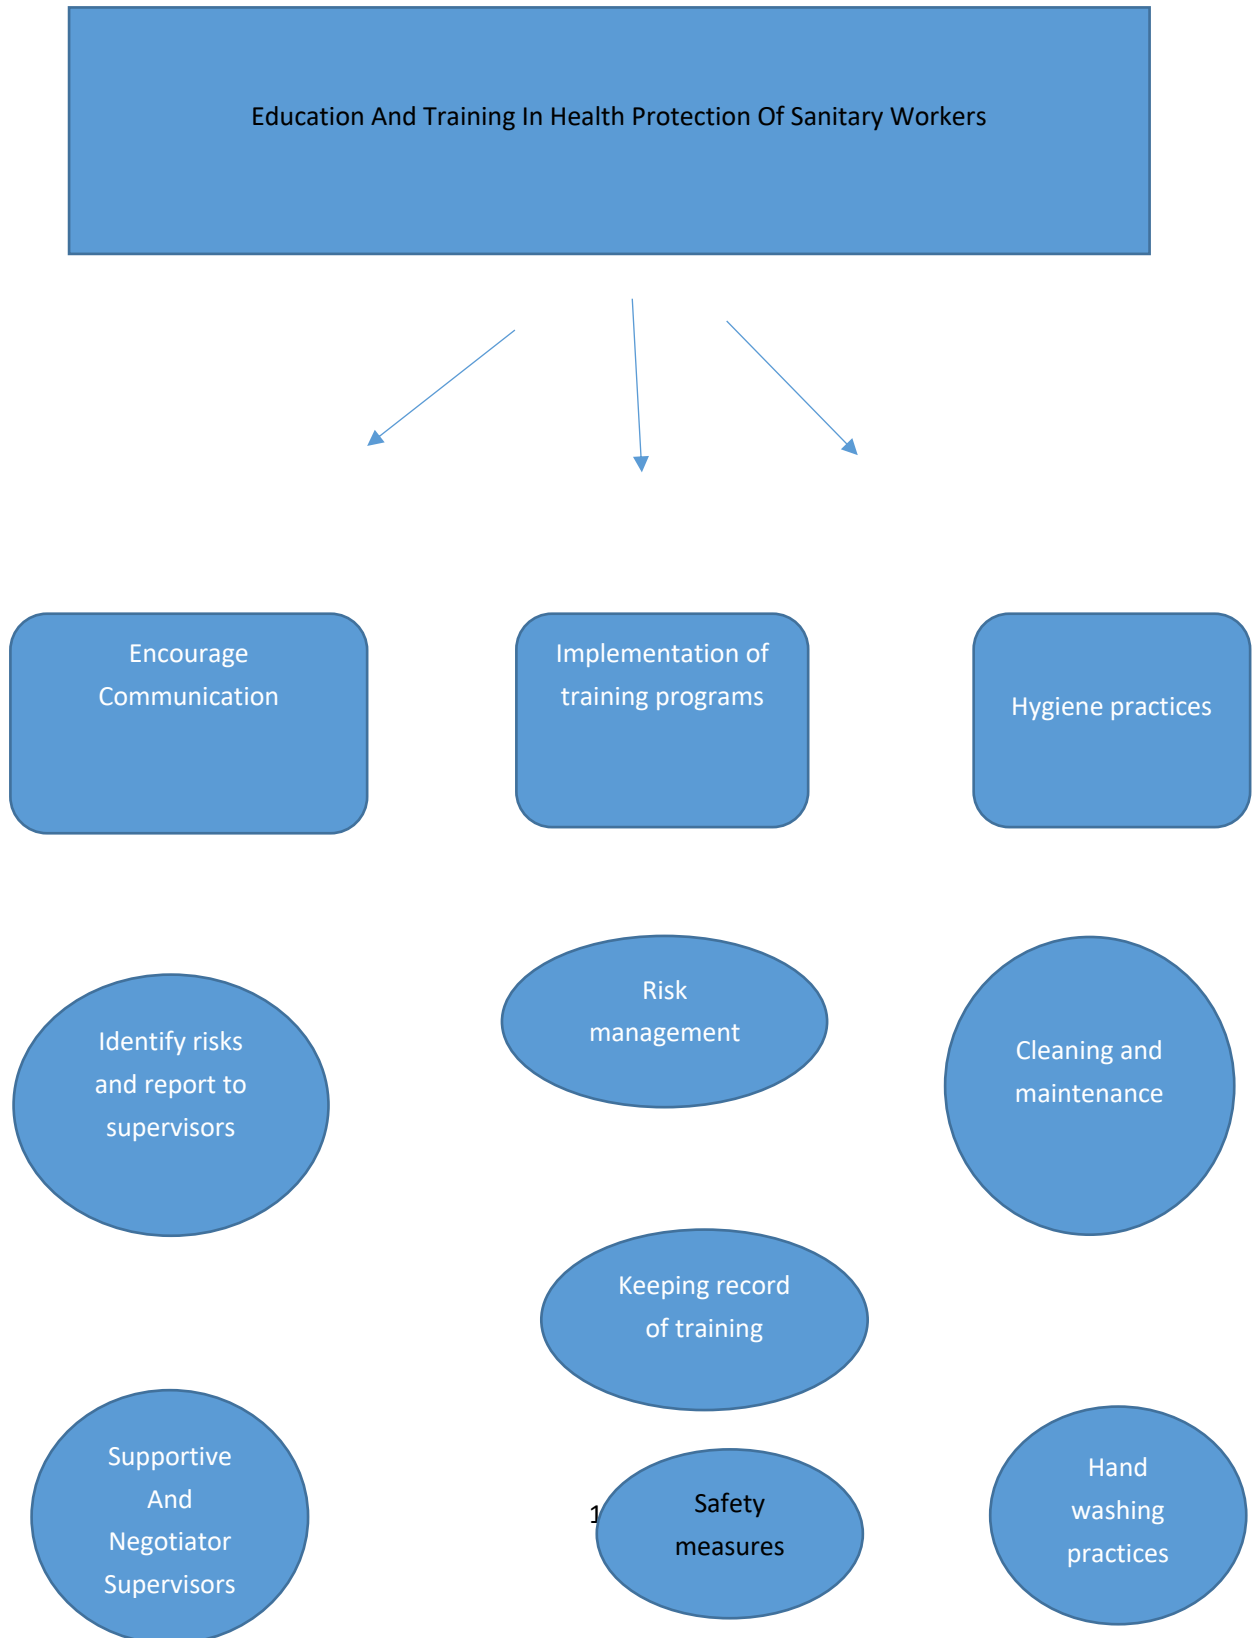 Education And Training In Health Protection Of Sanitary Workers
Encourage
Communication
Implementation of
training programs
Hygiene practices
Identify risks
and report to
supervisors
Risk
management
Cleaning and
maintenance
Keeping record
of training
Supportive
And
Negotiator
Supervisors
1
Safety
measures
Hand
washing
practices